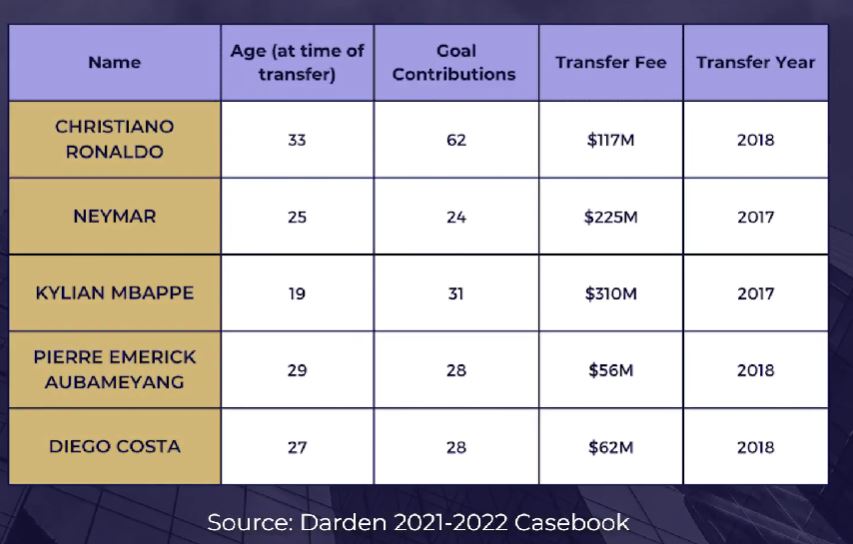 Name
Age (at time of
transfer)
Goal
Contributions
Transfer Fee
Transfer Year
CHRISTIANO
RONALDO
33
62
$117M
2018
NEYMAR
25
24
$225M
2017
KYLIAN MBAPPE
19
31
$310M
2017
PIERRE EMERICK
AUBAMEYANG
29
28
$56M
2018
DIEGO COSTA
27
28
$62M
2018
Source: Darden 2021-2022 Casebook